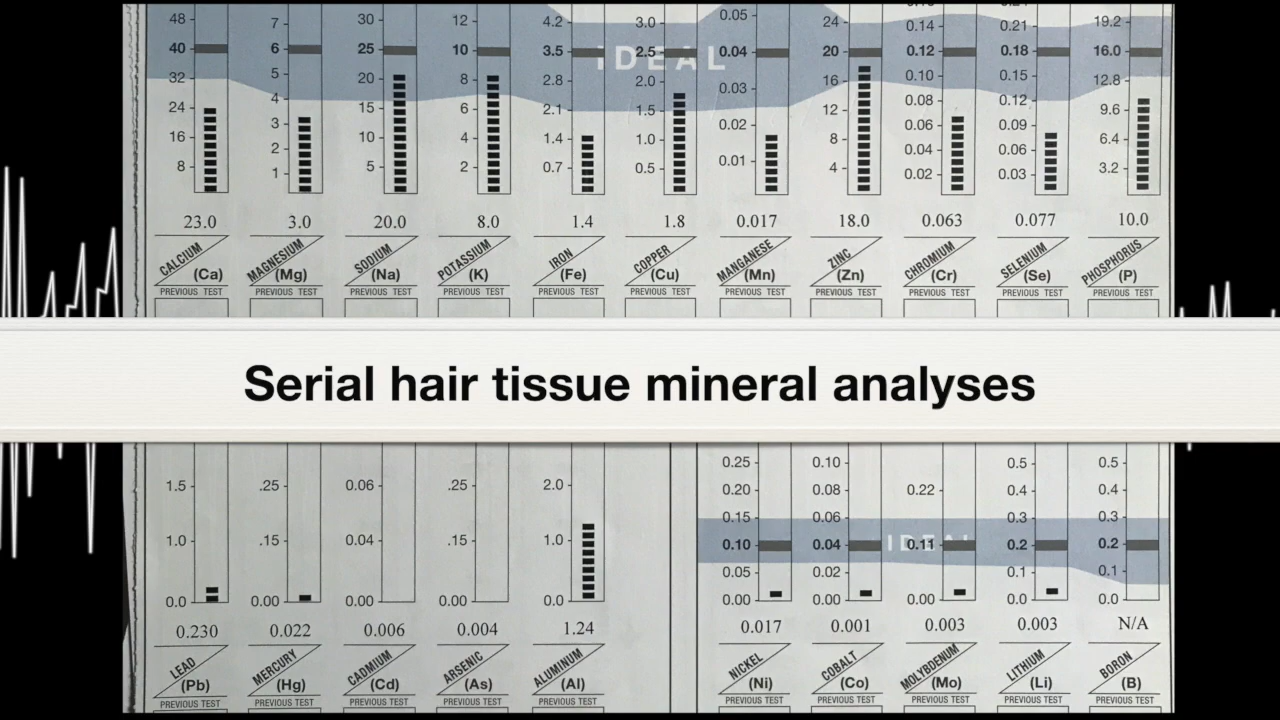 48 7 30 12 4.2 3.0 0.05 24 0.14 0.21 19.2
40 6 25 10 3.5 2.5 0.04 20 0.12 0.18 16.0
IDEAL
32 5 20 8 2.8 2.0 0.03 16 0.10 0.15 12.8
24 4 15 6 2.1 1.5 0.02 12 0.08 0.12 9.6
16 3 10 4 1.4 1.0 0.01 8 0.06 0.09 6.4
8 2 5 2 0.7 0.5 4 0.04 0.06 3.2
1 0.02 0.03
23.0 3.0 20.0 8.0 1.4 1.8 0.017 18.0 0.063 0.077 10.0
CALCIUM MAGNESIUM SODIUM POTASSIUM IRON COPPER MANGANESE ZINC CHROMIUM SELENIUM PHOSPHORUS
(Ca) (Mg) (Na) (K) (Fe) (Cu) (Mn) (Zn) (Cr) (Se) (P)
PREVIOUS TEST PREVIOUS TEST PREVIOUS TEST PREVIOUS TEST PREVIOUS TEST PREVIOUS TEST PREVIOUS TEST PREVIOUS TEST PREVIOUS TEST PREVIOUS TEST PREVIOUS TEST
Serial hair tissue mineral analyses
0.25 0.10 0.5 0.5
1.5 .25 0.06 .25 2.0 0.20 0.08 0.22 0.4 0.4
0.15 0.06 0.3 0.3
1.0 .15 0.04 .15 1.0 0.10 0.04 0.11 0.2 0.2
IDEAL
0.05 0.02 0.1 0.1
0.0 0.00 0.00 0.00 0.0 0.00 0.00 0.00 0.0 0.0
0.230 0.022 0.006 0.004 1.24 0.017 0.001 0.003 0.003 N/A
LEAD MERCURY CADMIUM ARSENIC ALUMINUM NICKEL COBALT MOLYBDENUM LITHIUM BORON
(Pb) (Hg) (Cd) (As) (Al) (Ni) (Co) (Mo) (Li) (B)
PREVIOUS TEST PREVIOUS TEST PREVIOUS TEST PREVIOUS TEST PREVIOUS TEST PREVIOUS TEST PREVIOUS TEST PREVIOUS TEST PREVIOUS TEST PREVIOUS TEST